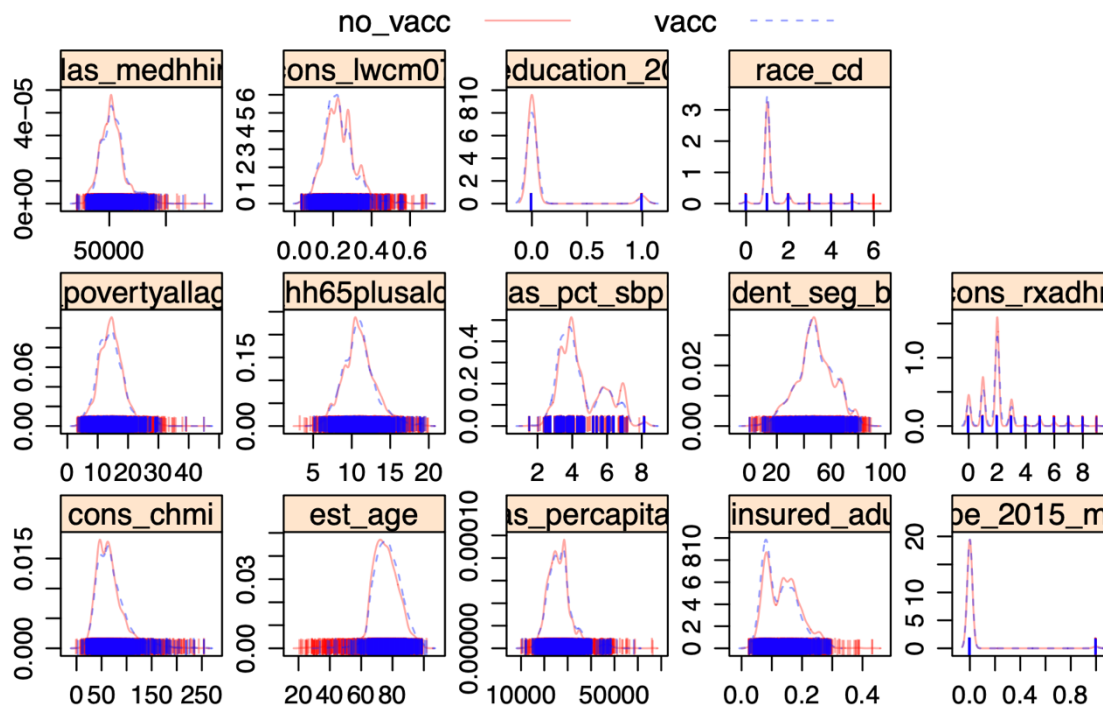 no_vacc vacc
las_medhhin cons_lwcm07 education_20 race_cd
4e-05
0e+00
50000
0 1 2 3 4 5 6
0.0 0.2 0.4 0.6
0 2 4 6 8 10
0.0 0.5 1.0
0 1 2 3
0 2 4 6
_povertyallag hh65plusalo as_pct_sbp dent_seg_b cons_rxadh
0.00 0.06
0 10 20 30 40
0.00 0.15
5 10 15 20
0.0 0.2 0.4
2 4 6 8
0.00 0.02
0 20 60 100
0.0 1.0
0 2 4 6 8
cons_chmi est_age as_percapita insured_adu pe_2015_m
0.000 0.015
0 50 150 250
0.00 0.03
20 40 60 80
0.00000 0.00010
10000 50000
0 2 4 6 8 10
0.0 0.2 0.4
0 5 10 20
0.0 0.4 0.8